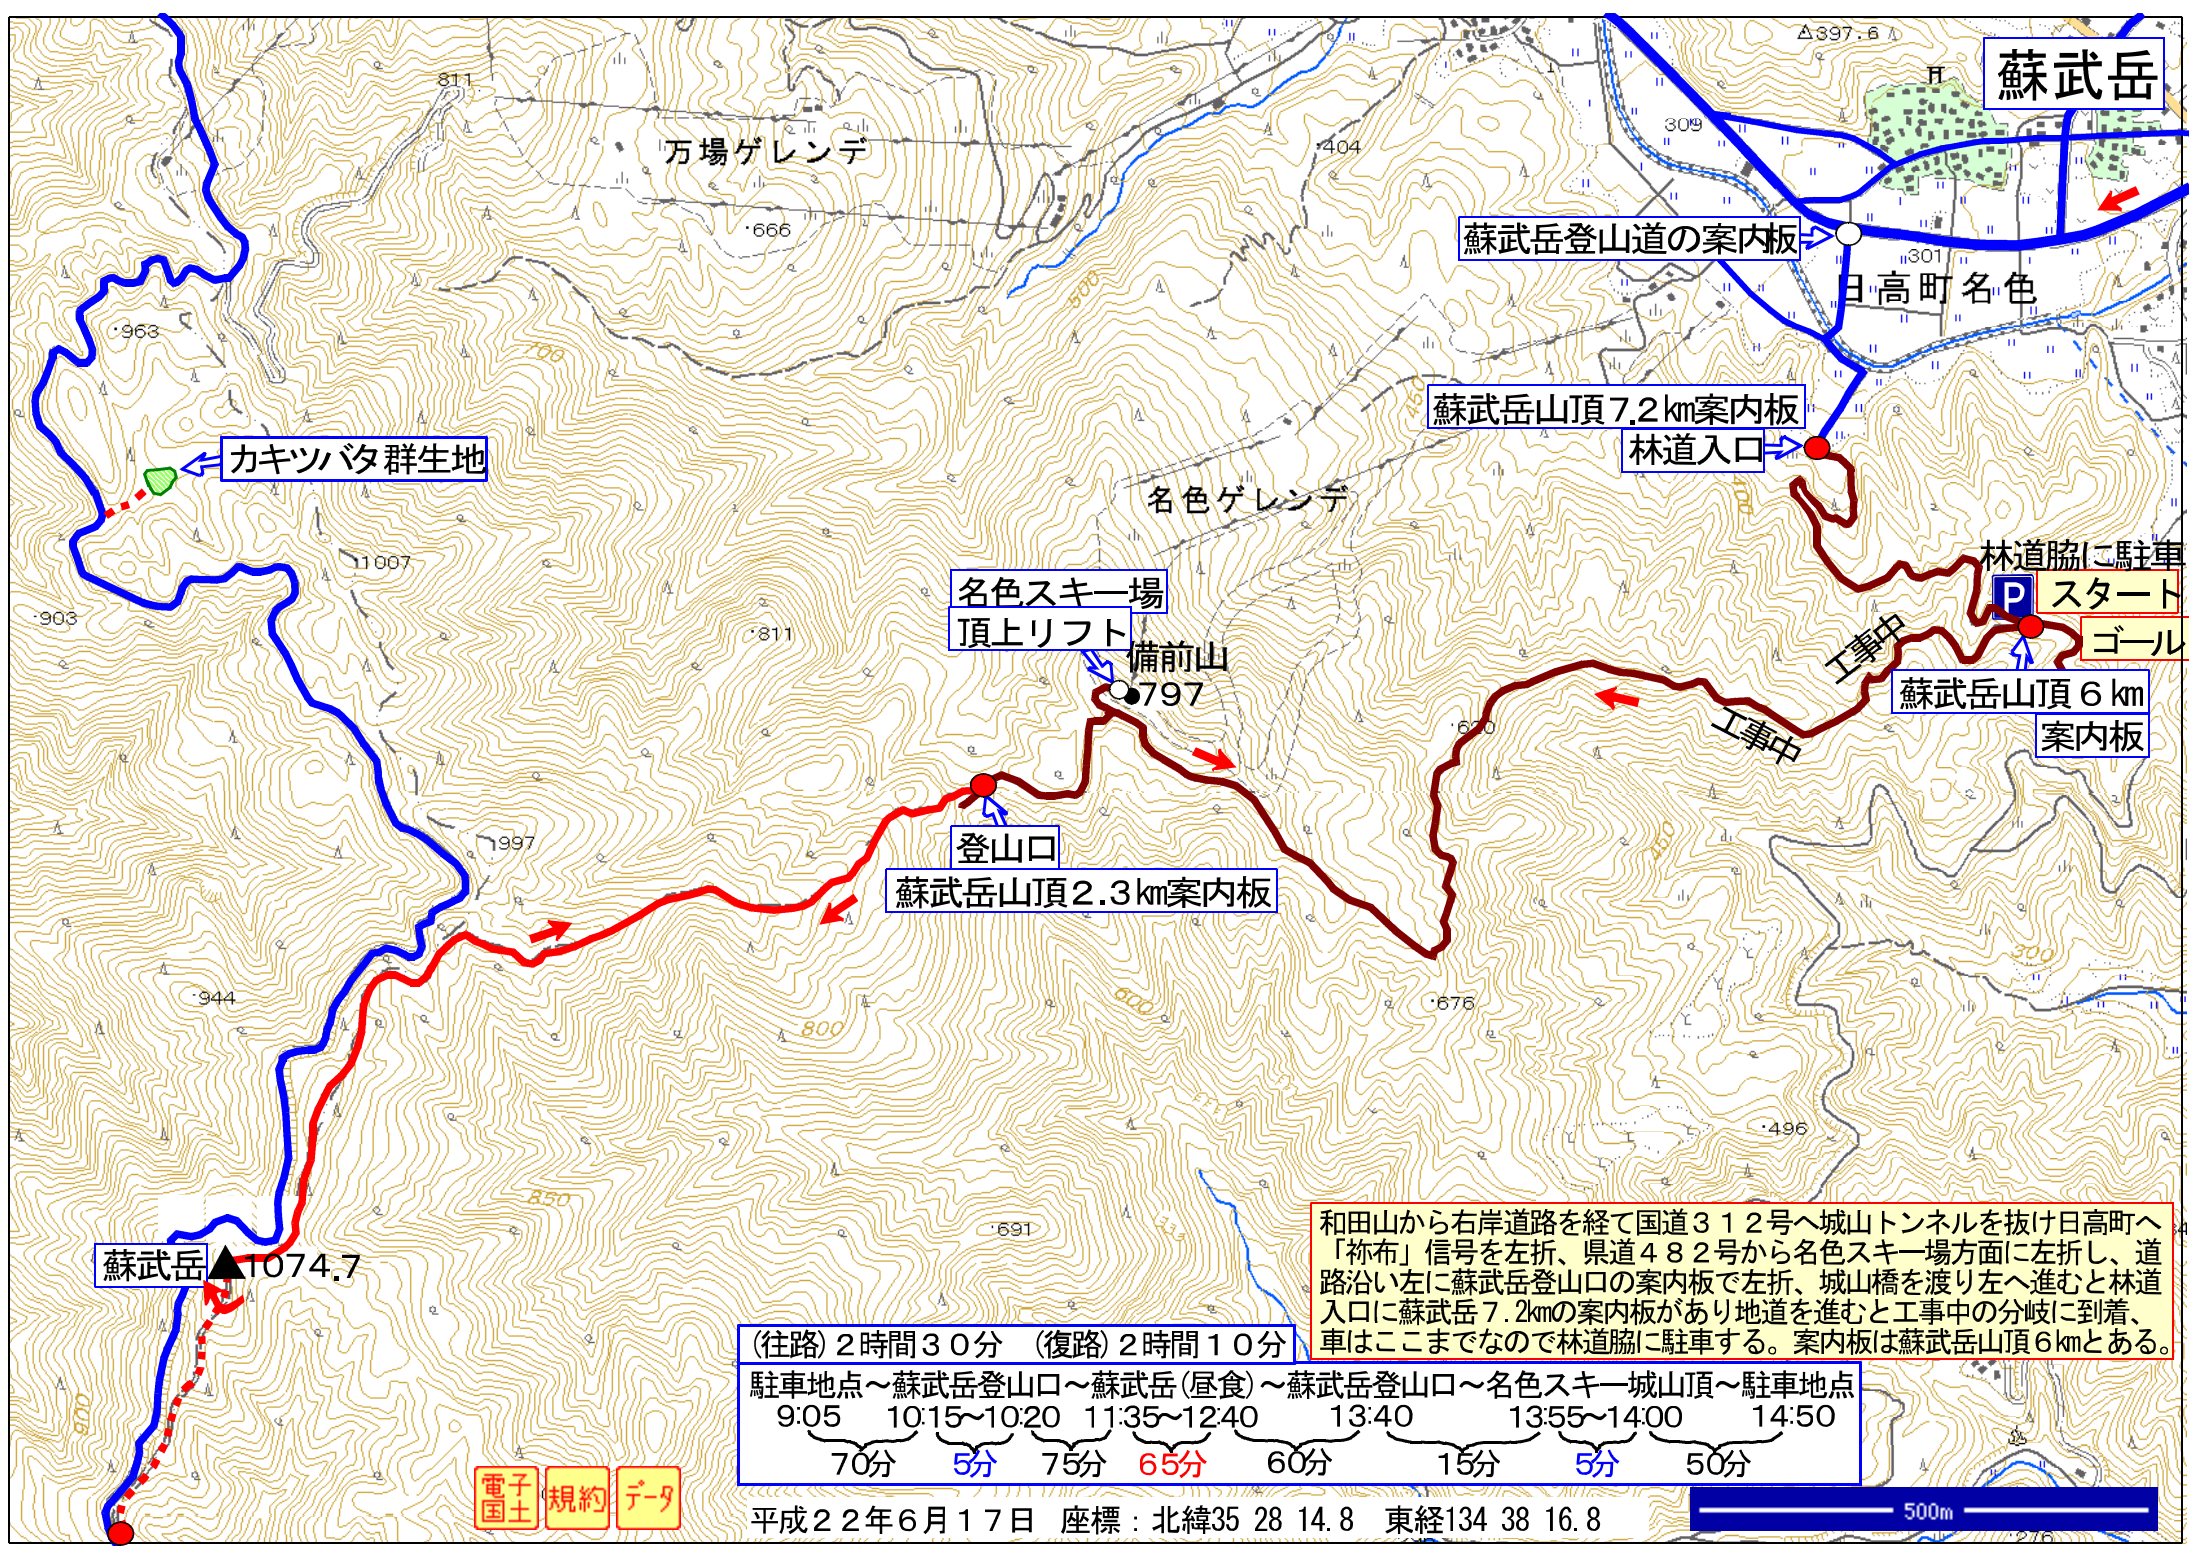 蘇武岳
397.6
811
309
万場ゲレンデ
404
666
蘇武岳登山道の案内板
301
日高町名色
500
963
700
450
蘇武岳山頂7.2㎞案内板
林道入口
カキツバタ群生地
名色ゲレンデ
400
1007
林道脇に駐車
P
スタート
ゴール
903
811
名色スキー場
頂上リフト
備前山
797
工事中
蘇武岳山頂6㎞
案内板
工事中
620
997
登山口
蘇武岳山頂2.3㎞案内板
450
300
944
800
600
676
496
850
691
蘇武岳
1074.7
和田山から右岸道路を経て国道312号へ城山トンネルを抜け日高町へ
「祢布」信号を左折、県道482号から名色スキー場方面に左折し、道
路沿い左に蘇武岳登山口の案内板で左折、城山橋を渡り左へ進むと林道
入口に蘇武岳7.2㎞の案内板があり地道を進むと工事中の分岐に到着、
車はここまでなので林道脇に駐車する。案内板は蘇武岳山頂6㎞とある。
(往路)2時間30分 (復路)2時間10分
駐車地点～蘇武岳登山口～蘇武岳(昼食)～蘇武岳登山口～名色スキー城山頂～駐車地点
9:05 10:15～10:20 11:35～12:40 13:40 13:55～14:00 14:50
70分 5分 75分 65分 60分 15分 5分 50分
900
電子国土
規約
データ
平成22年6月17日 座標：北緯35 28 14.8 東経134 38 16.8
500m
276